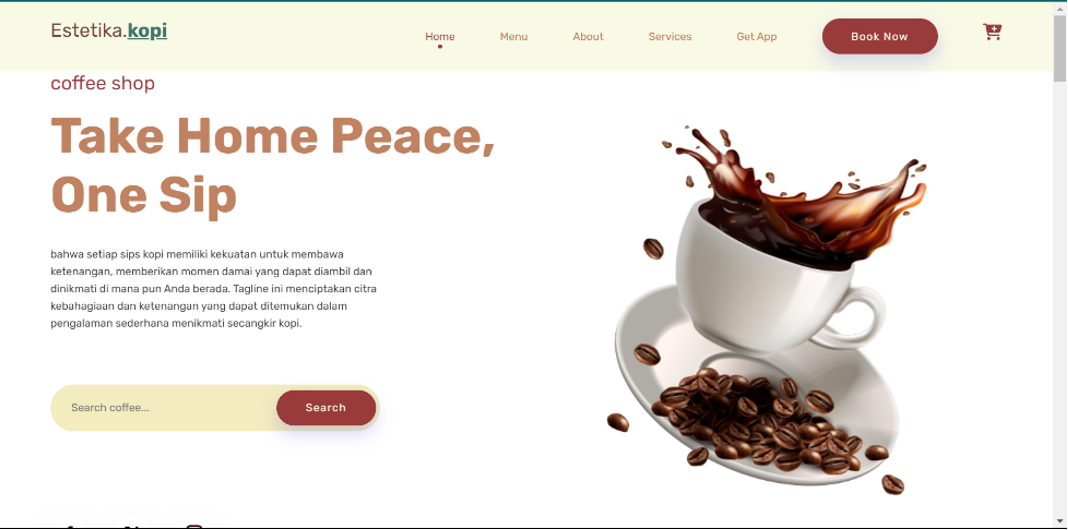 Estetika.kopi
Home Menu About Services Get App Book Now
coffee shop
Take Home Peace,
One Sip
bahwa setiap sips kopi memiliki kekuatan untuk membawa
ketenangan, memberikan momen damai yang dapat diambil dan
dinikmati di mana pun Anda berada. Tagline ini menciptakan citra
kebahagiaan dan ketenangan yang dapat ditemukan dalam
pengalaman sederhana menikmati secangkir kopi.
Search coffee... Search